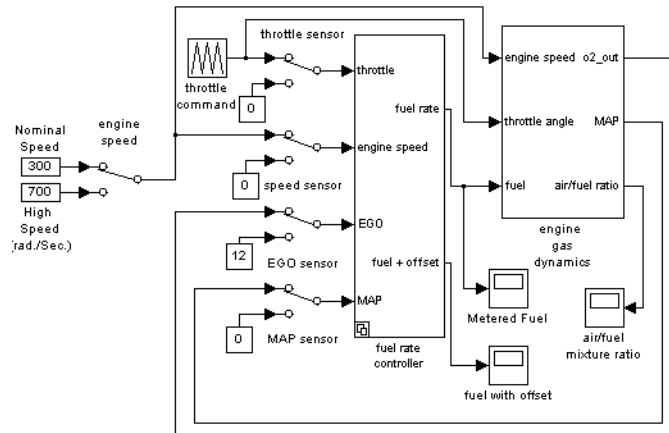 throttle sensor
throttle
command
0
throttle
fuel rate
engine speed
o2_out
throttle angle
MAP
fuel
air/fuel ratio
engine
gas
dynamics
Nominal
Speed
engine
speed
300
700
High
Speed
(rad./Sec.)
engine speed
0
speed sensor
EGO
12
EGO sensor
fuel + offset
MAP
0
MAP sensor
fuel rate
controller
Metered Fuel
fuel with offset
air/fuel
mixture ratio